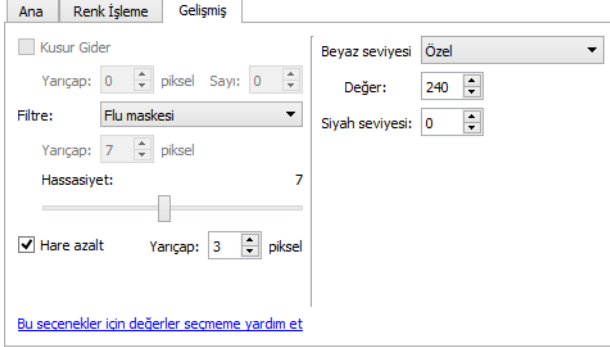 Ana Renk İşleme Gelişmiş
Kusur Gider
Yarıçap: 0 piksel Sayı: 0
Filtre: Flu maskesi
Yarıçap: 7 piksel
Hassasiyet: 7
Hare azalt Yarıçap: 3 piksel
Bu seçenekler için değerler seçmeme yardım et
Beyaz seviyesi Özel
Değer: 240
Siyah seviyesi: 0